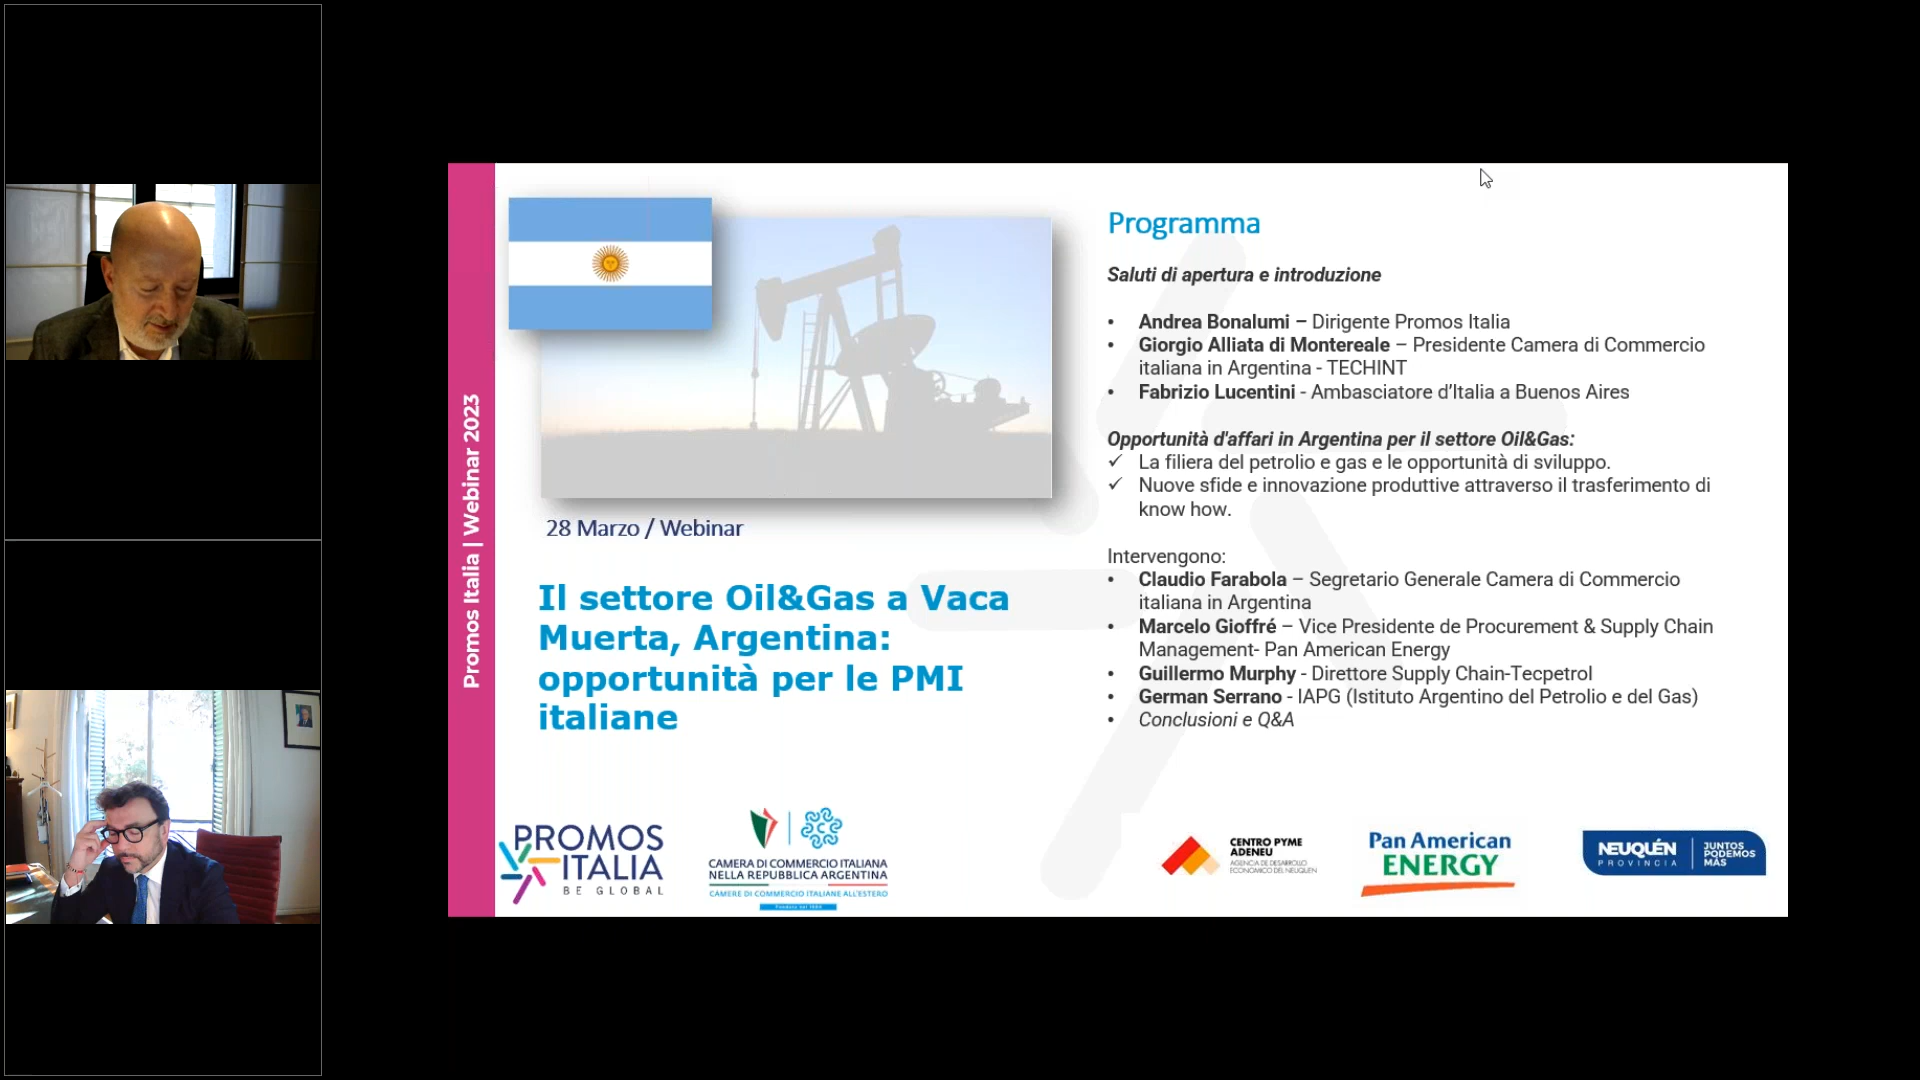 Promos Italia | Webinar 2023
28 Marzo / Webinar
Il settore Oil&Gas a Vaca
Muerta, Argentina:
opportunità per le PMI
italiane
Programma
Saluti di apertura e introduzione
• Andrea Bonalumi – Dirigente Promos Italia
• Giorgio Alliata di Montereale – Presidente Camera di Commercio
italiana in Argentina - TECHINT
• Fabrizio Lucentini - Ambasciatore d’Italia a Buenos Aires
Opportunità d'affari in Argentina per il settore Oil&Gas:
✓ La filiera del petrolio e gas e le opportunità di sviluppo.
✓ Nuove sfide e innovazione produttive attraverso il trasferimento di
know how.
Intervengono:
• Claudio Farabola – Segretario Generale Camera di Commercio
italiana in Argentina
• Marcelo Gioffré – Vice Presidente de Procurement & Supply Chain
Management- Pan American Energy
• Guillermo Murphy - Direttore Supply Chain-Tecpetrol
• German Serrano - IAPG (Istituto Argentino del Petrolio e del Gas)
• Conclusioni e Q&A
PROMOS
ITALIA
BE GLOBAL
CAMERA DI COMMERCIO ITALIANA
NELLA REPUBBLICA ARGENTINA
CAMERE DI COMMERCIO ITALIANE ALL'ESTERO
CENTRO PYME
ADENEU
AGENCIA DE DESARROLLO
ECONOMICO DEL NEUQUEN
Pan American
ENERGY
NEUQUÉN
PROVINCIA
JUNTOS
PODEMOS
MÁS